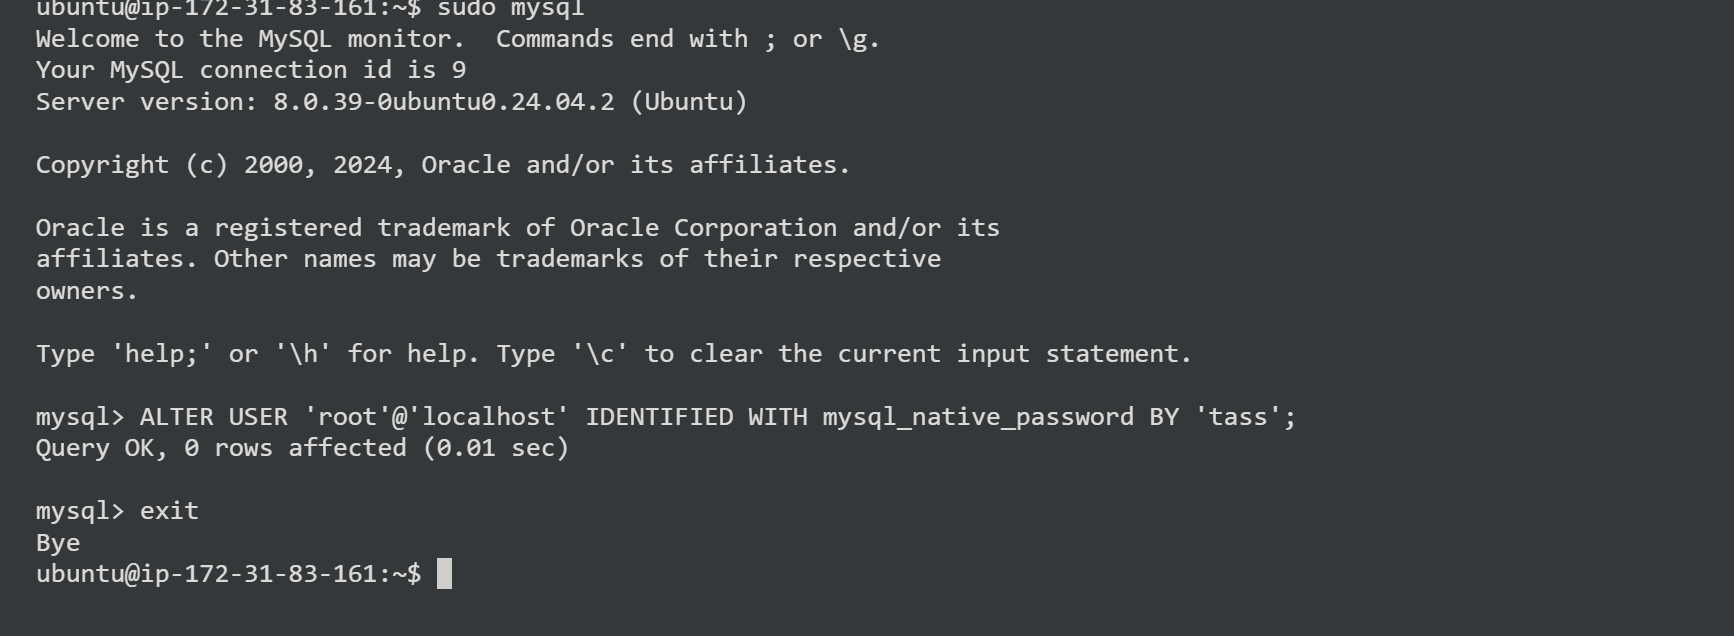 ubuntu@ip-172-31-83-161:~$ sudo mysql
Welcome to the MySQL monitor.  Commands end with ; or \g.
Your MySQL connection id is 9
Server version: 8.0.39-0ubuntu0.24.04.2 (Ubuntu)

Copyright (c) 2000, 2024, Oracle and/or its affiliates.

Oracle is a registered trademark of Oracle Corporation and/or its
affiliates. Other names may be trademarks of their respective
owners.

Type 'help;' or '\h' for help. Type '\c' to clear the current input statement.

mysql> ALTER USER 'root'@'localhost' IDENTIFIED WITH mysql_native_password BY 'tass';
Query OK, 0 rows affected (0.01 sec)

mysql> exit
Bye
ubuntu@ip-172-31-83-161:~$